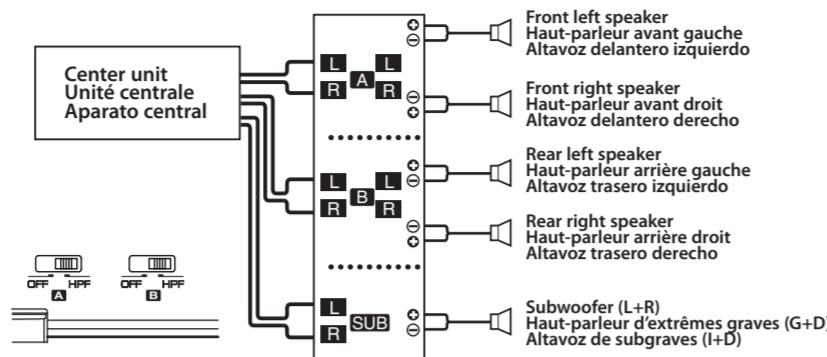 Center unit
Unité centrale
Aparato central
L L
A
R R
L L
B
R R
L
R
SUB
⊕
⊖
⊖
⊕
⊕
⊖
⊖
⊕
⊕
⊖
Front left speaker
Haut-parleur avant gauche
Altavoz delantero izquierdo
Front right speaker
Haut-parleur avant droit
Altavoz delantero derecho
Rear left speaker
Haut-parleur arrière gauche
Altavoz trasero izquierdo
Rear right speaker
Haut-parleur arrière droit
Altavoz trasero derecho
Subwoofer (L+R)
Haut-parleur d'extrêmes graves (G+D)
Altavoz de subgraves (I+D)
OFF HPF
A
OFF HPF
B